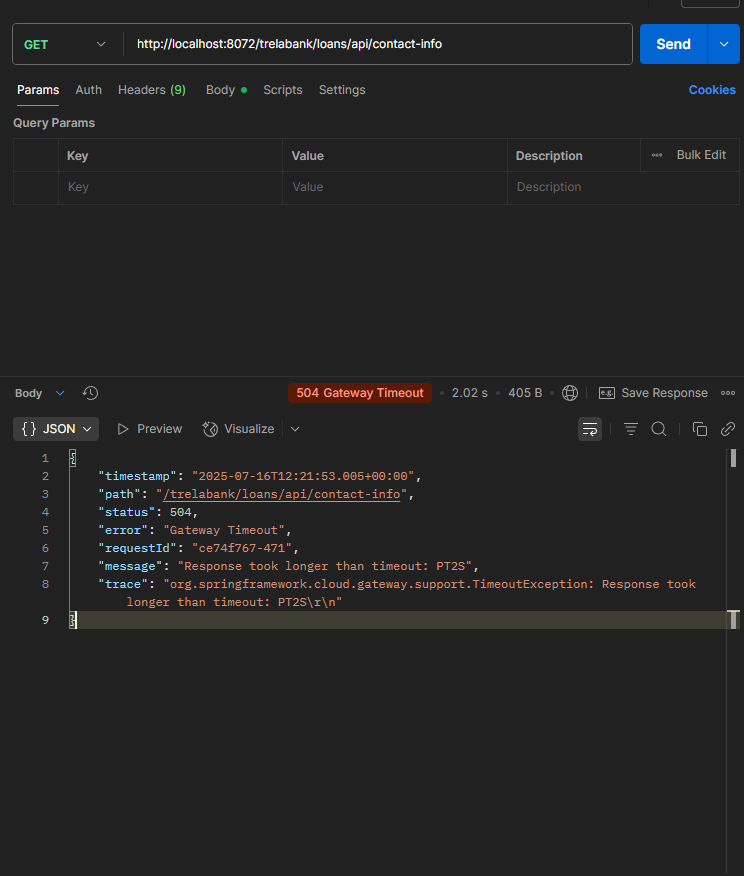 GET
http://localhost:8072/trelabank/loans/api/contact-info
Send
Params Auth Headers (9) Body Scripts Settings Cookies
Query Params
Key Value Description Bulk Edit
Key Value Description
Body 504 Gateway Timeout 2.02 s 405 B e.g. Save Response
{} JSON Preview Visualize
1 {
2 "timestamp": "2025-07-16T12:21:53.005+00:00",
3 "path": "/trelabank/loans/api/contact-info",
4 "status": 504,
5 "error": "Gateway Timeout",
6 "requestId": "ce74f767-471",
7 "message": "Response took longer than timeout: PT2S",
8 "trace": "org.springframework.cloud.gateway.support.TimeoutException: Response took
longer than timeout: PT2S\r\n"
9 }